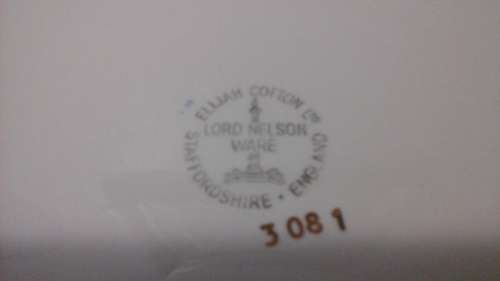 ELIJAH COTTON LTD
LORD NELSON
WARE
STAFFORDSHIRE • ENGLAND
3081